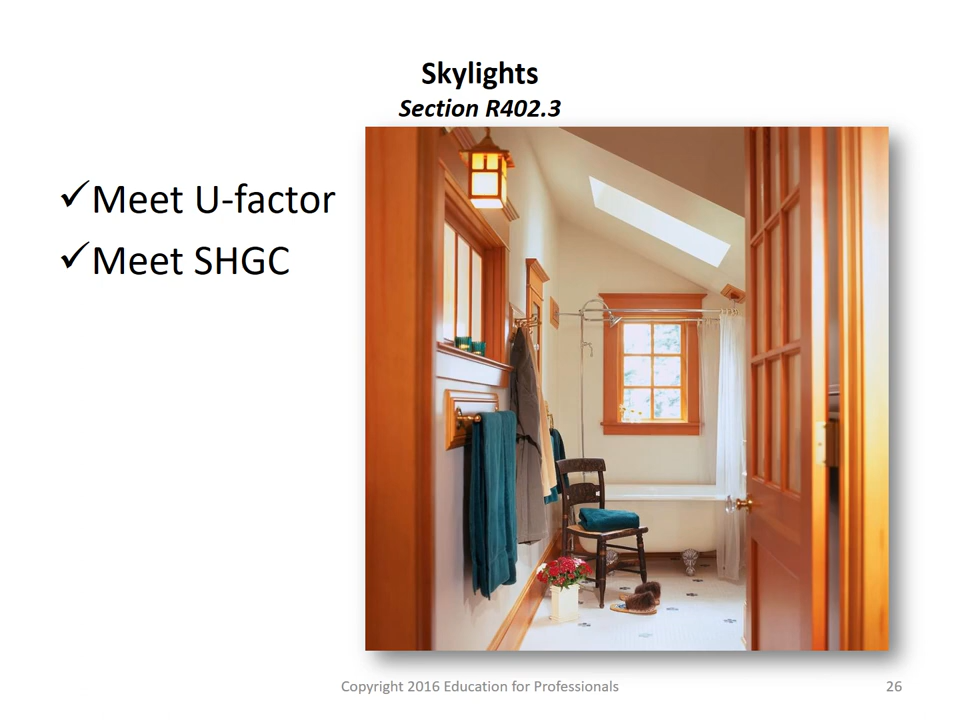 Skylights
Section R402.3
✓Meet U-factor
✓Meet SHGC
Copyright 2016 Education for Professionals
26